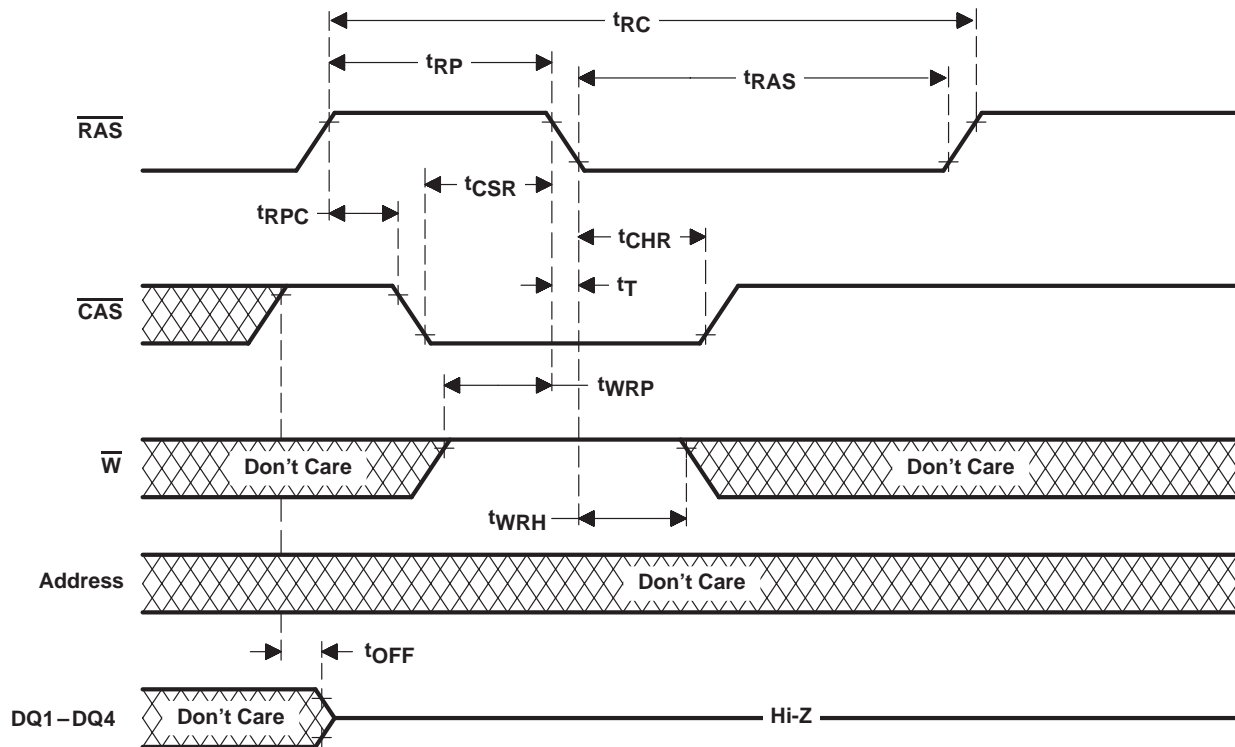 tRC
tRP
tRAS
RAS
tCSR
tRPC
tCHR
CAS
tT
tWRP
W
Don't Care
Don't Care
tWRH
Address
Don't Care
tOFF
DQ1–DQ4
Don't Care
Hi-Z